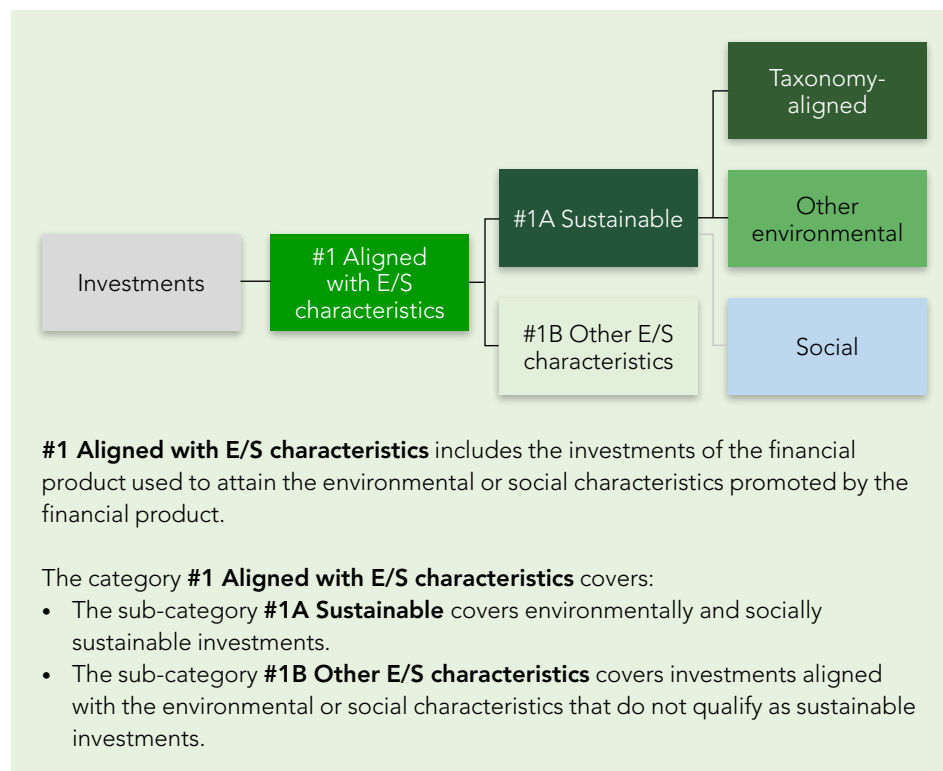 Taxonomy-
aligned
#1A Sustainable
Other
environmental
Investments
#1 Aligned
with E/S
characteristics
#1B Other E/S
characteristics
Social
#1 Aligned with E/S characteristics includes the investments of the financial
product used to attain the environmental or social characteristics promoted by the
financial product.
The category #1 Aligned with E/S characteristics covers:
• The sub-category #1A Sustainable covers environmentally and socially
sustainable investments.
• The sub-category #1B Other E/S characteristics covers investments aligned
with the environmental or social characteristics that do not qualify as sustainable
investments.